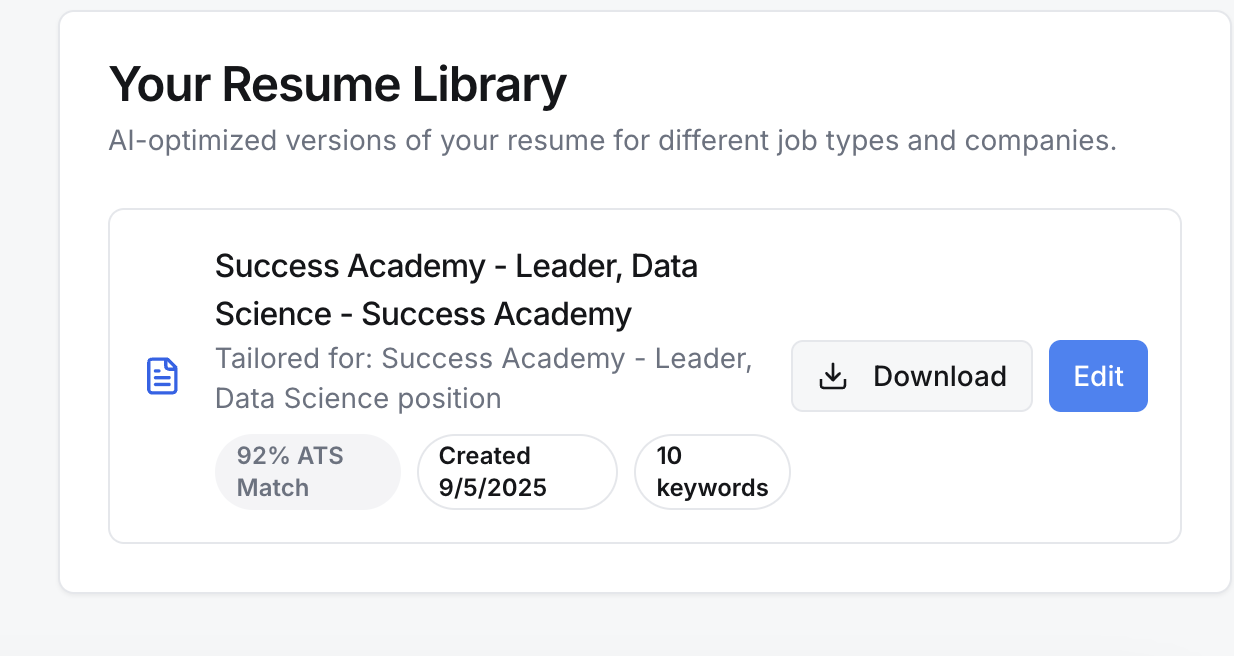 Your Resume Library
AI-optimized versions of your resume for different job types and companies.
Success Academy - Leader, Data
Science - Success Academy
Tailored for: Success Academy - Leader,
Data Science position
Download
Edit
92% ATS
Match
Created
9/5/2025
10
keywords